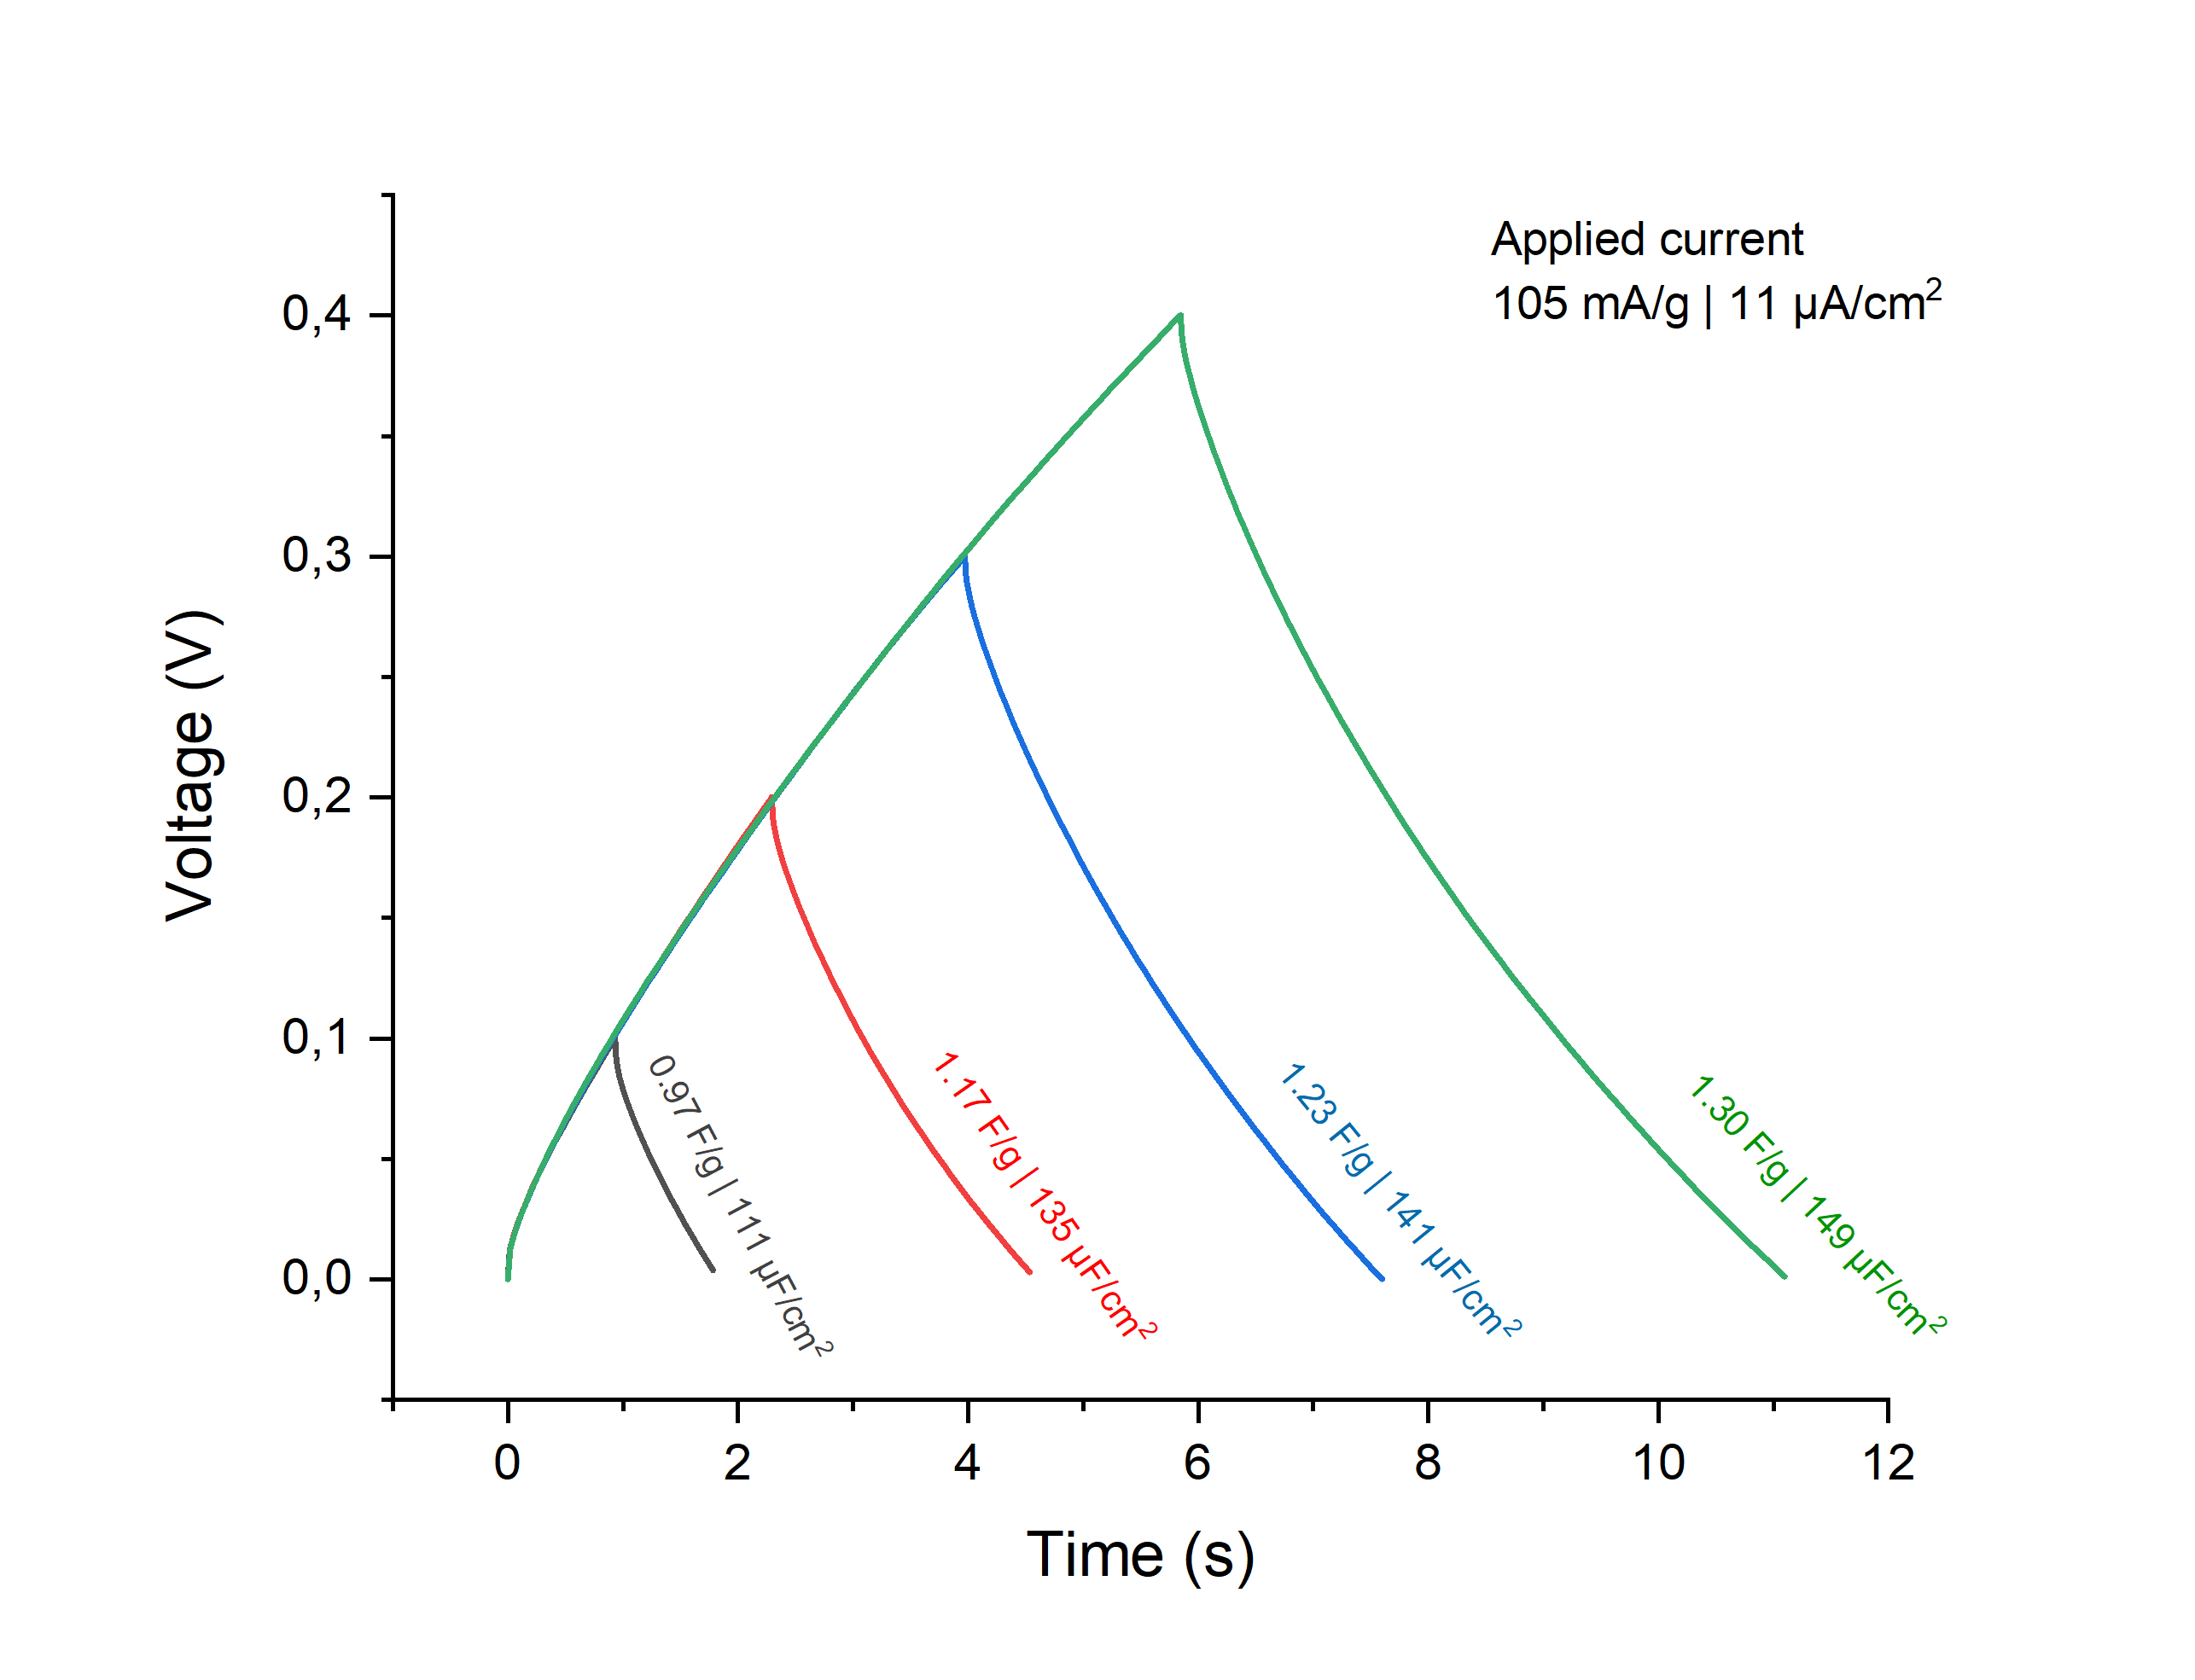 Applied current
105 mA/g | 11 µA/cm²
Voltage (V)
0,4
0,3
0,2
0,1
0,0
0.97 F/g | 111 µF/cm²
1.17 F/g | 135 µF/cm²
1.23 F/g | 141 µF/cm²
1.30 F/g | 149 µF/cm²
0 2 4 6 8 10 12
Time (s)